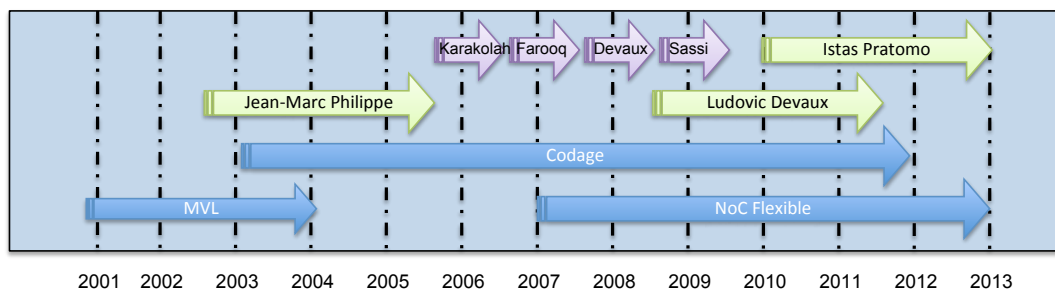 Karakolah Farooq Devaux Sassi Istas Pratomo
Jean-Marc Philippe Ludovic Devaux
Codage
MVL NoC Flexible
2001 2002 2003 2004 2005 2006 2007 2008 2009 2010 2011 2012 2013